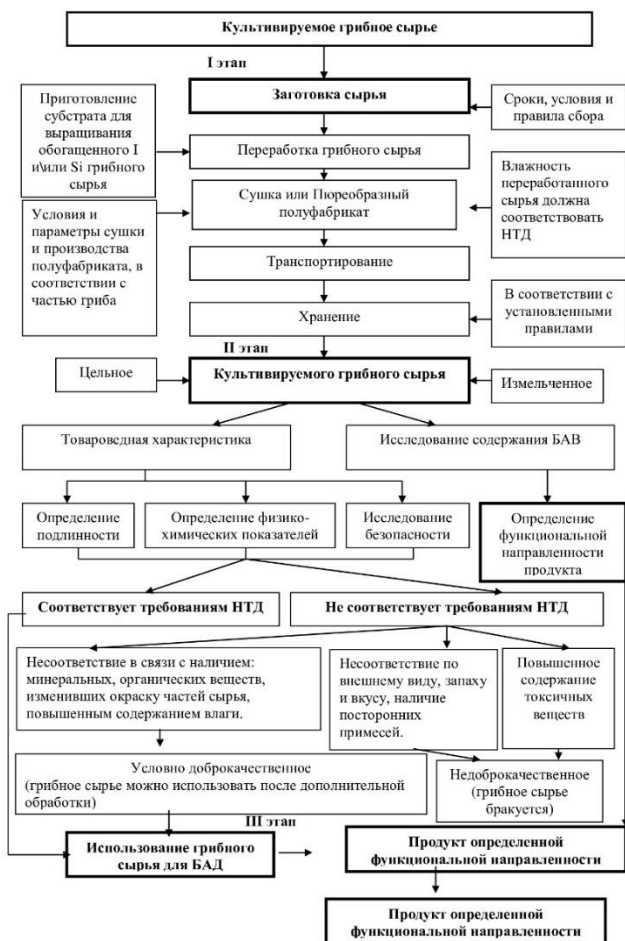 Культивируемое грибное сырье
I этап
Приготовление
субстрата для
выращивания
обогащенного I
и\или Si грибного
сырья
Заготовка сырья
Сроки, условия и
правила сбора
Переработка грибного сырья
Условия и
параметры сушки
и производства
полуфабриката, в
соответствии с
частью гриба
Сушка или Пюреобразный
полуфабрикат
Влажность
переработанного
сырья должна
соответствовать
НТД
Транспортирование
Хранение
В соответствии с
установленными
правилами
II этап
Цельное
Культивируемого грибного сырья
Измельченное
Товароведная характеристика
Исследование содержания БАВ
Определение
подлинности
Определение физико-
химических показателей
Исследование
безопасности
Определение
функциональной
направленности
продукта
Соответствует требованиям НТД
Не соответствует требованиям НТД
Несоответствие в связи с наличием:
минеральных, органических веществ,
изменивших окраску частей сырья,
повышенным содержанием влаги.
Несоответствие по
внешнему виду, запаху
и вкусу, наличие
посторонних
примесей.
Повышенное
содержание
токсичных
веществ
Условно доброкачественное
(грибное сырье можно использовать после дополнительной
обработки)
Недоброкачественное
(грибное сырье
бракуется)
III этап
Использование грибного
сырья для БАД
Продукт определенной
функциональной направленности
Продукт определенной
функциональной направленности